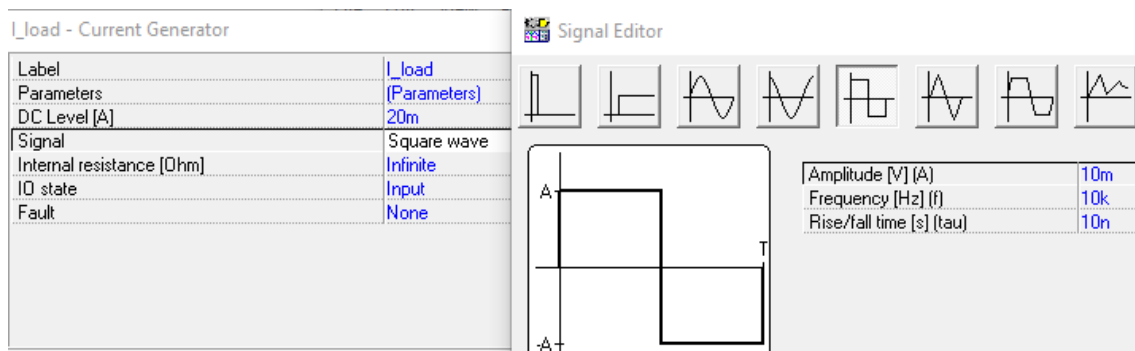 I_load - Current Generator
Label I_load
Parameters (Parameters)
DC Level [A] 20m
Signal Square wave
Internal resistance [Ohm] Infinite
IO state Input
Fault None
Signal Editor
Amplitude [V] (A) 10m
Frequency [Hz] (f) 10k
Rise/fall time [s] (tau) 10n
A
T
-A